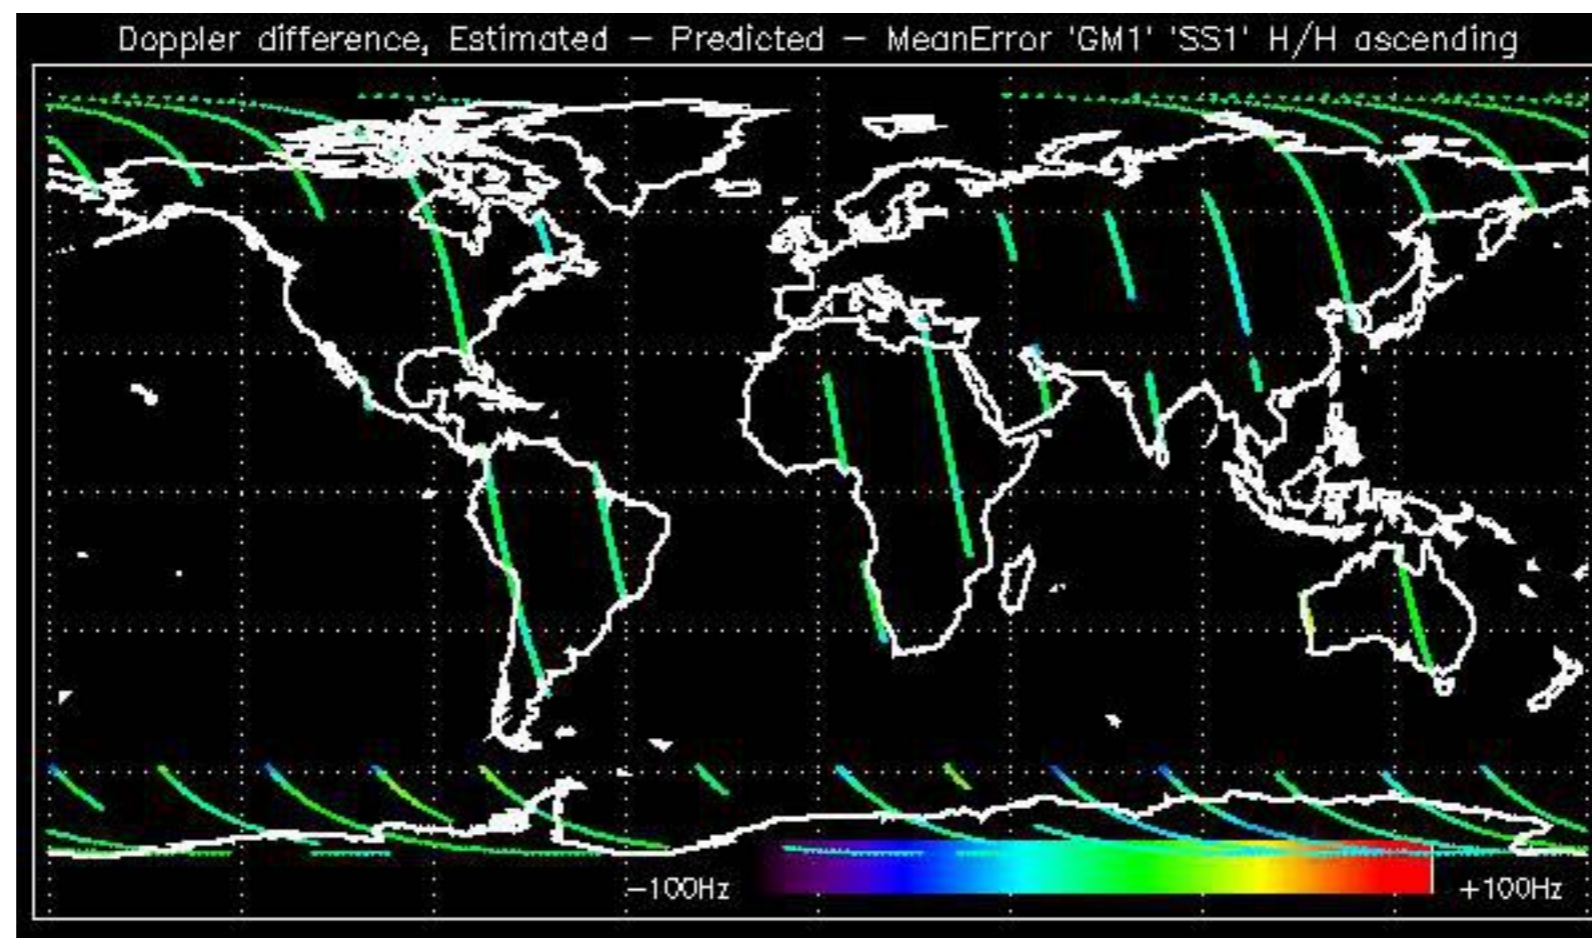 Doppler difference, Estimated — Predicted — MeanError 'GM1' 'SS1' H/H ascending
−100Hz +100Hz